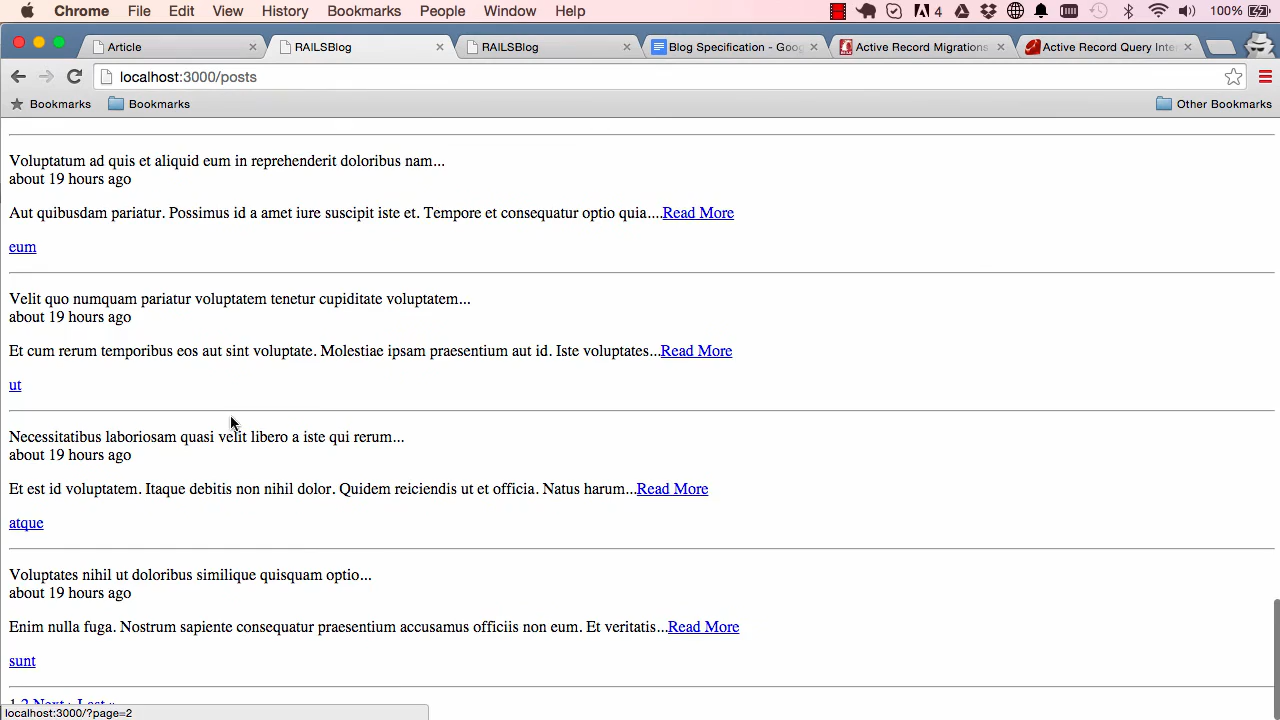 Chrome File Edit View History Bookmarks People Window Help 4 100%
Article RAILSBlog RAILSBlog Blog Specification - Goog Active Record Migrations Active Record Query Inte
localhost:3000/posts
Bookmarks Bookmarks Other Bookmarks
Voluptatum ad quis et aliquid eum in reprehenderit doloribus nam...
about 19 hours ago
Aut quibusdam pariatur. Possimus id a amet iure suscipit iste et. Tempore et consequatur optio quia....Read More
eum
Velit quo numquam pariatur voluptatem tenetur cupiditate voluptatem...
about 19 hours ago
Et cum rerum temporibus eos aut sint voluptate. Molestiae ipsam praesentium aut id. Iste voluptates...Read More
ut
Necessitatibus laboriosam quasi velit libero a iste qui rerum...
about 19 hours ago
Et est id voluptatem. Itaque debitis non nihil dolor. Quidem reiciendis ut et officia. Natus harum...Read More
atque
Voluptates nihil ut doloribus similique quisquam optio...
about 19 hours ago
Enim nulla fuga. Nostrum sapiente consequatur praesentium accusamus officiis non eum. Et veritatis...Read More
sunt
1 2 Next › Last »
localhost:3000/?page=2